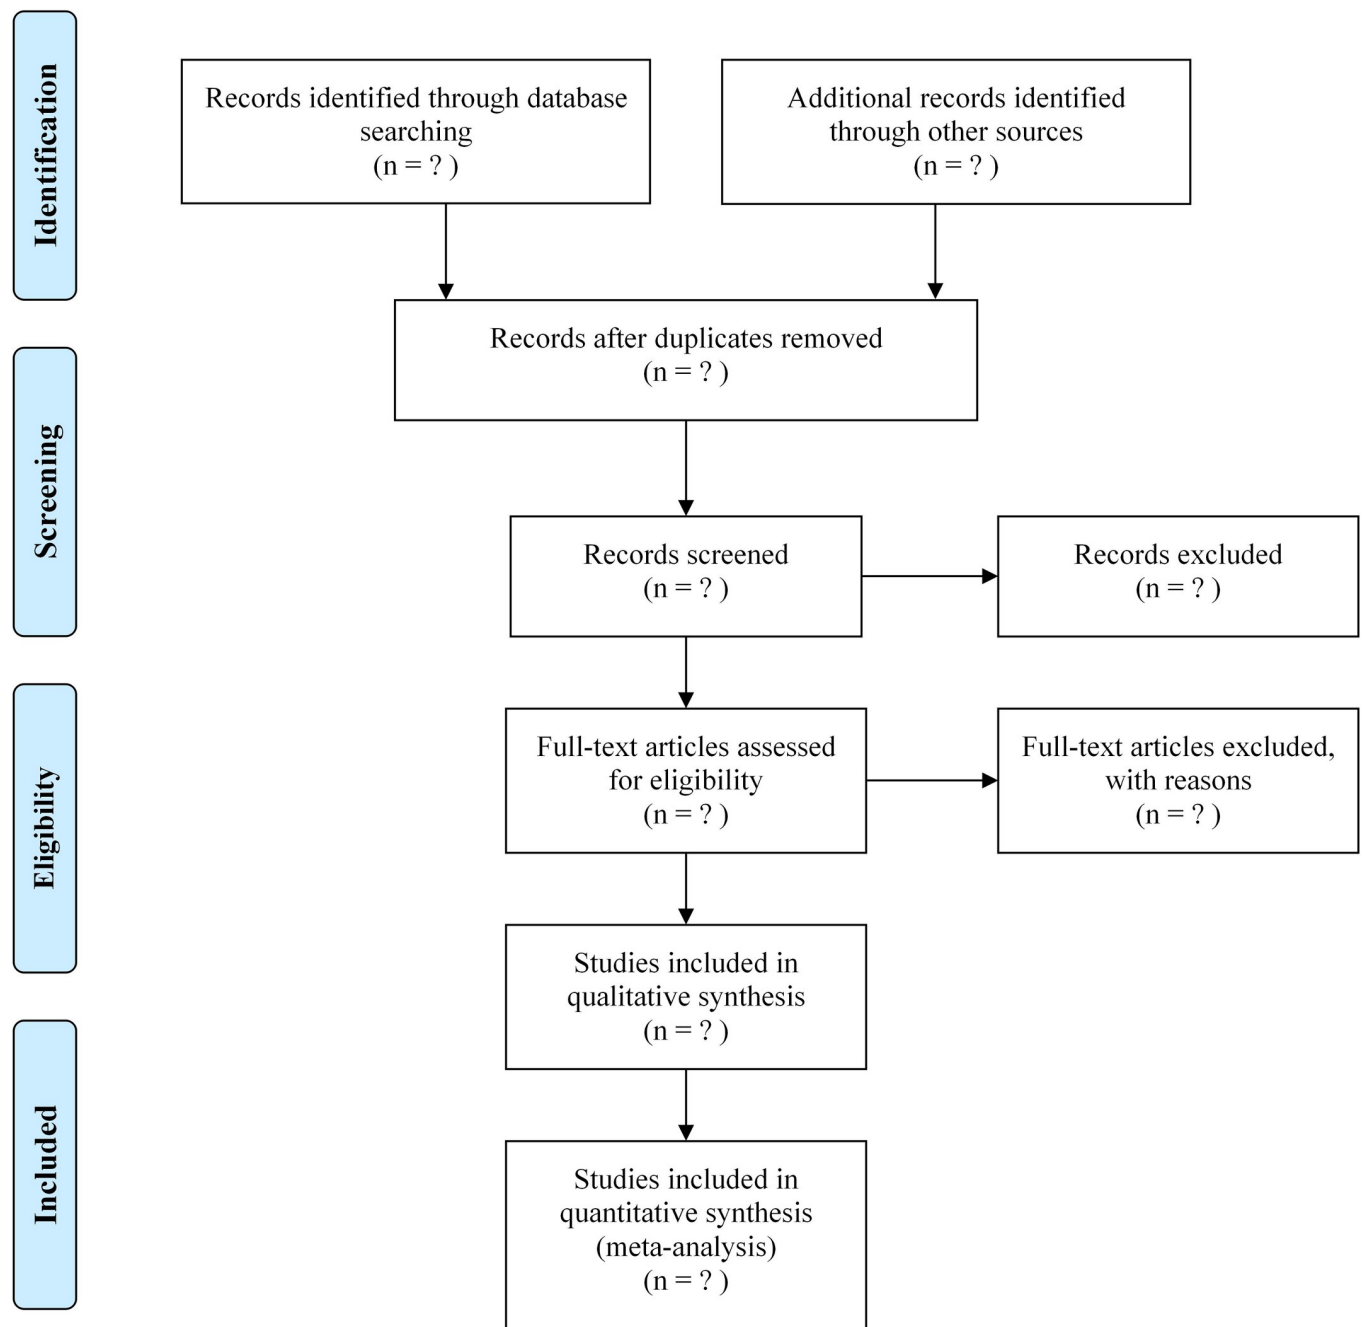 Identification
Records identified through database
searching
(n = ? )
Additional records identified
through other sources
(n = ? )
Records after duplicates removed
(n = ? )
Screening
Records screened
(n = ? )
Records excluded
(n = ? )
Eligibility
Full-text articles assessed
for eligibility
(n = ? )
Full-text articles excluded,
with reasons
(n = ? )
Studies included in
qualitative synthesis
(n = ? )
Included
Studies included in
quantitative synthesis
(meta-analysis)
(n = ? )